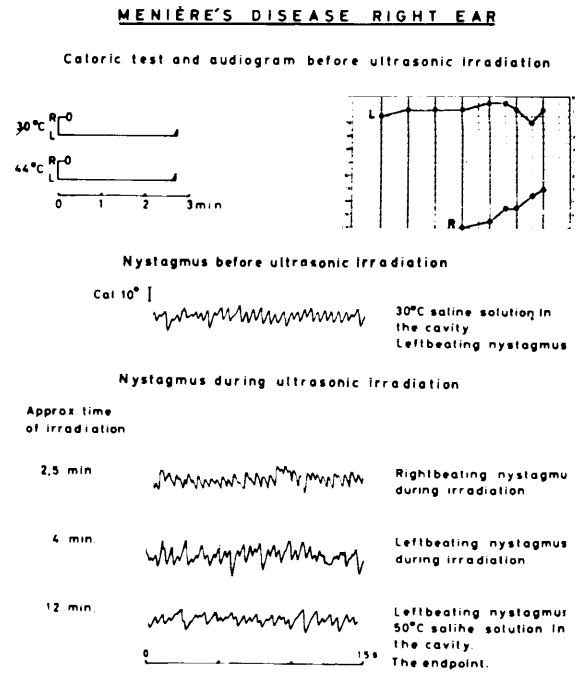 MENIÈRE'S DISEASE RIGHT EAR
Caloric test and audiogram before ultrasonic irradiation
30°C R O
L
44°C R O
L
0 1 2 3 min
L
R
Nystagmus before ultrasonic irradiation
Cal 10°
30°C saline solution in
the cavity
Leftbeating nystagmus
Nystagmus during ultrasonic irradiation
Approx time
of irradiation
2,5 min
Rightbeating nystagmu
during irradiation
4 min.
Leftbeating nystagmus
during irradiation
12 min.
Leftbeating nystagmus
50°C saline solution in
the cavity.
The endpoint.
0 15 s